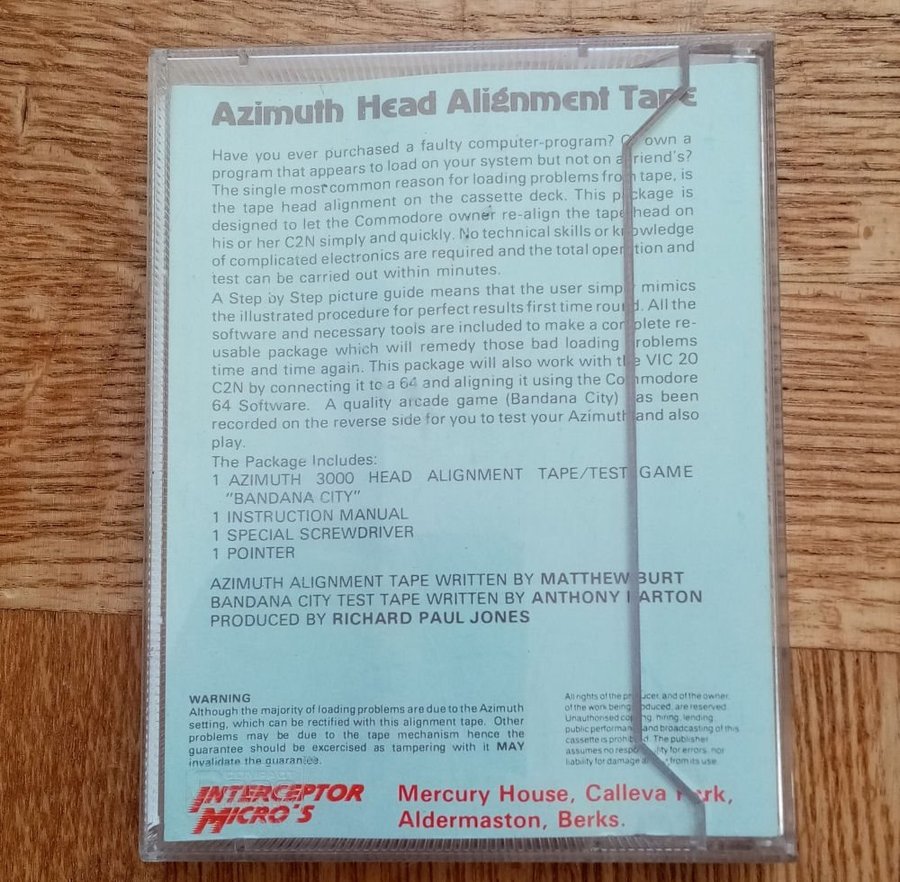 Azimuth Head Alignment Tape
Have you ever purchased a faulty computer-program? Or own a
program that appears to load on your system but not on a friend's?
The single most common reason for loading problems from tape, is
the tape head alignment on the cassette deck. This package is
designed to let the Commodore owner re-align the tape head on
his or her C2N simply and quickly. No technical skills or knowledge
of complicated electronics are required and the total operation and
test can be carried out within minutes.
A Step by Step picture guide means that the user simply mimics
the illustrated procedure for perfect results first time round. All the
software and necessary tools are included to make a complete re-
usable package which will remedy those bad loading problems
time and time again. This package will also work with the VIC 20
C2N by connecting it to a 64 and aligning it using the Commodore
64 Software. A quality arcade game (Bandana City) has been
recorded on the reverse side for you to test your Azimuth and also
play.
The Package Includes:
1 AZIMUTH 3000 HEAD ALIGNMENT TAPE/TEST GAME
"BANDANA CITY"
1 INSTRUCTION MANUAL
1 SPECIAL SCREWDRIVER
1 POINTER
AZIMUTH ALIGNMENT TAPE WRITTEN BY MATTHEW BURT
BANDANA CITY TEST TAPE WRITTEN BY ANTHONY
PRODUCED BY RICHARD PAUL JONES
WARNING
Although the majority of loading problems are due to the Azimuth
setting, which can be rectified with this alignment tape. Other
problems may be due to the tape mechanism hence the
guarantee should be excercised as tampering with it MAY
invalidate the guarantee.
All rights of the producer, and of the owner,
of the work being produced, are reserved.
Unauthorised copying, hiring, lending,
public performance and broadcasting of this
cassette is prohibited. The publisher
assumes no responsibility for errors, nor
liability for damage arising from its use.
INTERCEPTOR
MICRO'S
Mercury House, Calleva Park,
Aldermaston, Berks.